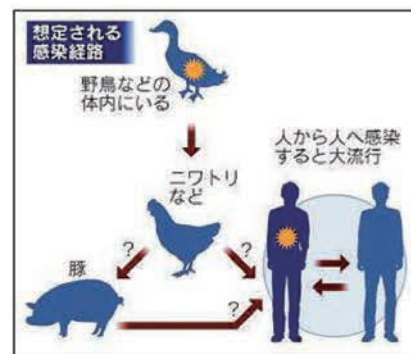 想定される
感染経路
野鳥などの
体内にいる
人から人へ感染
すると大流行
ニワトリ
など
?
?
豚
?